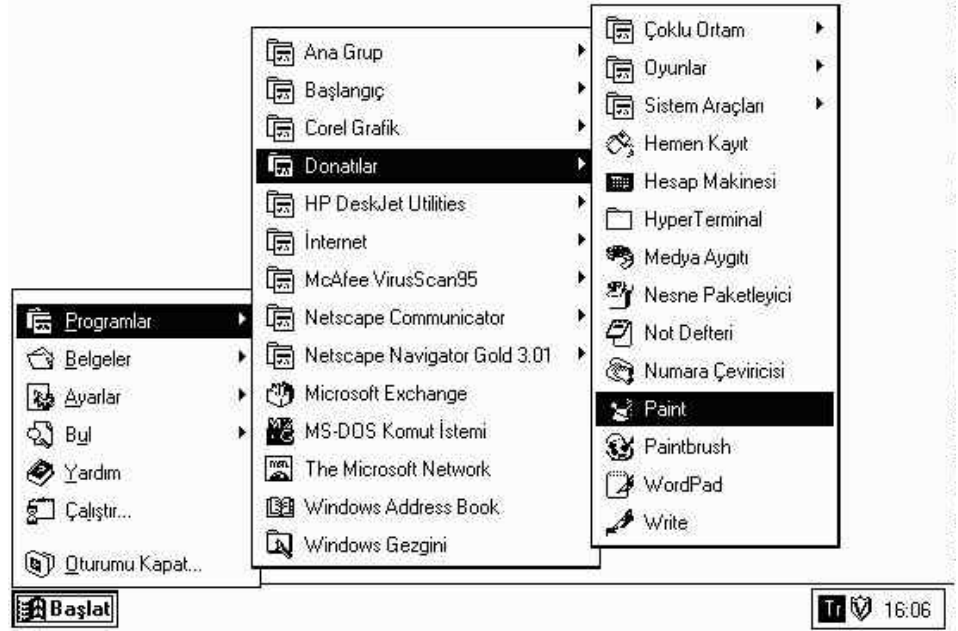 Programlar
Belgeler
Ayarlar
Bul
Yardım
Çalıştır...
Oturumu Kapat...
Ana Grup
Başlangıç
Corel Grafik
Donatılar
HP DeskJet Utilities
İnternet
McAfee VirusScan95
Netscape Communicator
Netscape Navigator Gold 3.01
Microsoft Exchange
MS-DOS Komut İstemi
The Microsoft Network
Windows Address Book
Windows Gezgini
Çoklu Ortam
Oyunlar
Sistem Araçları
Hemen Kayıt
Hesap Makinesi
HyperTerminal
Medya Aygıtı
Nesne Paketleyici
Not Defteri
Numara Çeviricisi
Paint
Paintbrush
WordPad
Write
Başlat
Tr 16:06